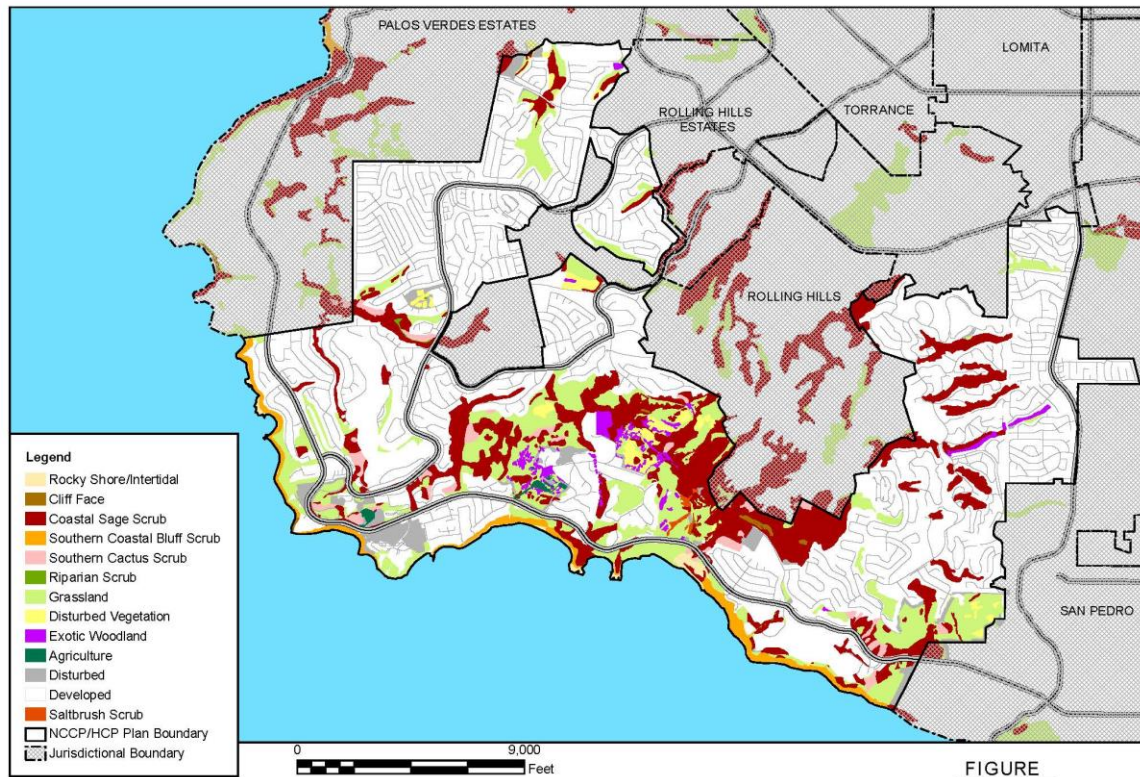 PALOS VERDES ESTATES
LOMITA
TORRANCE
ROLLING HILLS
ESTATES
ROLLING HILLS
SAN PEDRO
Legend
Rocky Shore/Intertidal
Cliff Face
Coastal Sage Scrub
Southern Coastal Bluff Scrub
Southern Cactus Scrub
Riparian Scrub
Grassland
Disturbed Vegetation
Exotic Woodland
Agriculture
Disturbed
Developed
Saltbrush Scrub
NCCP/HCP Plan Boundary
Jurisdictional Boundary
0 9,000
Feet
FIGURE